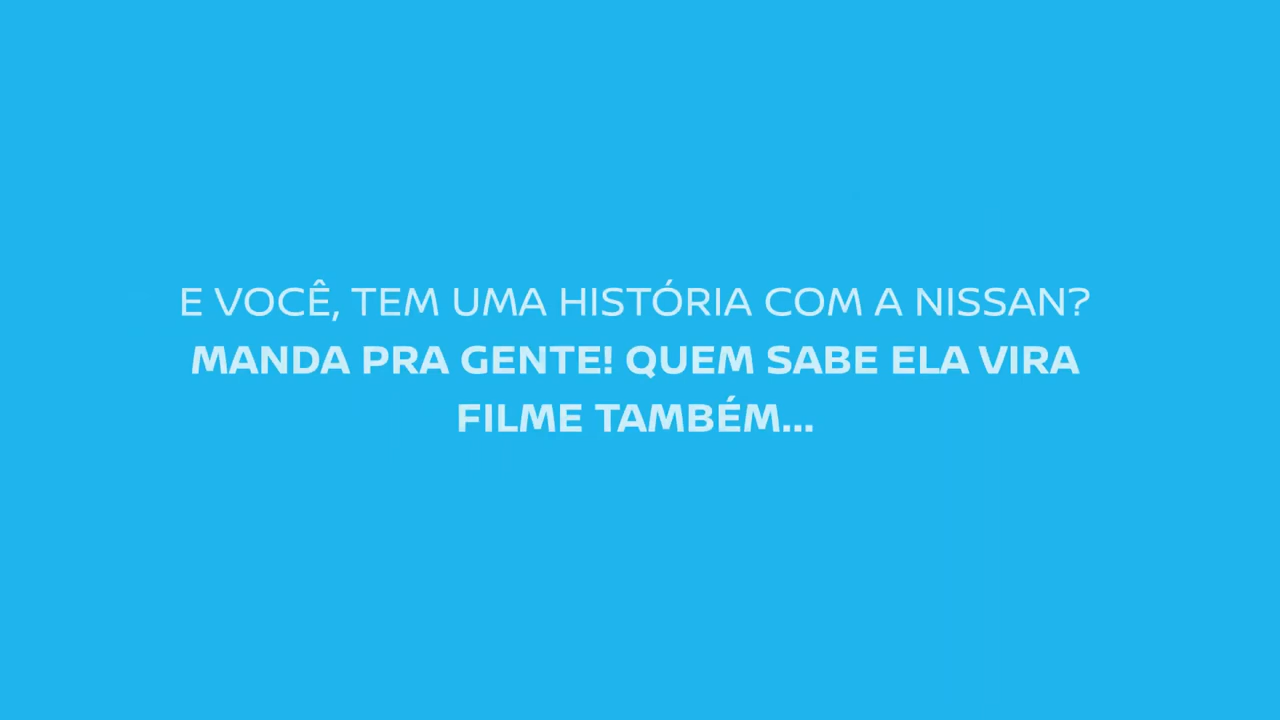 E VOCÊ, TEM UMA HISTÓRIA COM A NISSAN?
MANDA PRA GENTE! QUEM SABE ELA VIRA
FILME TAMBÉM...